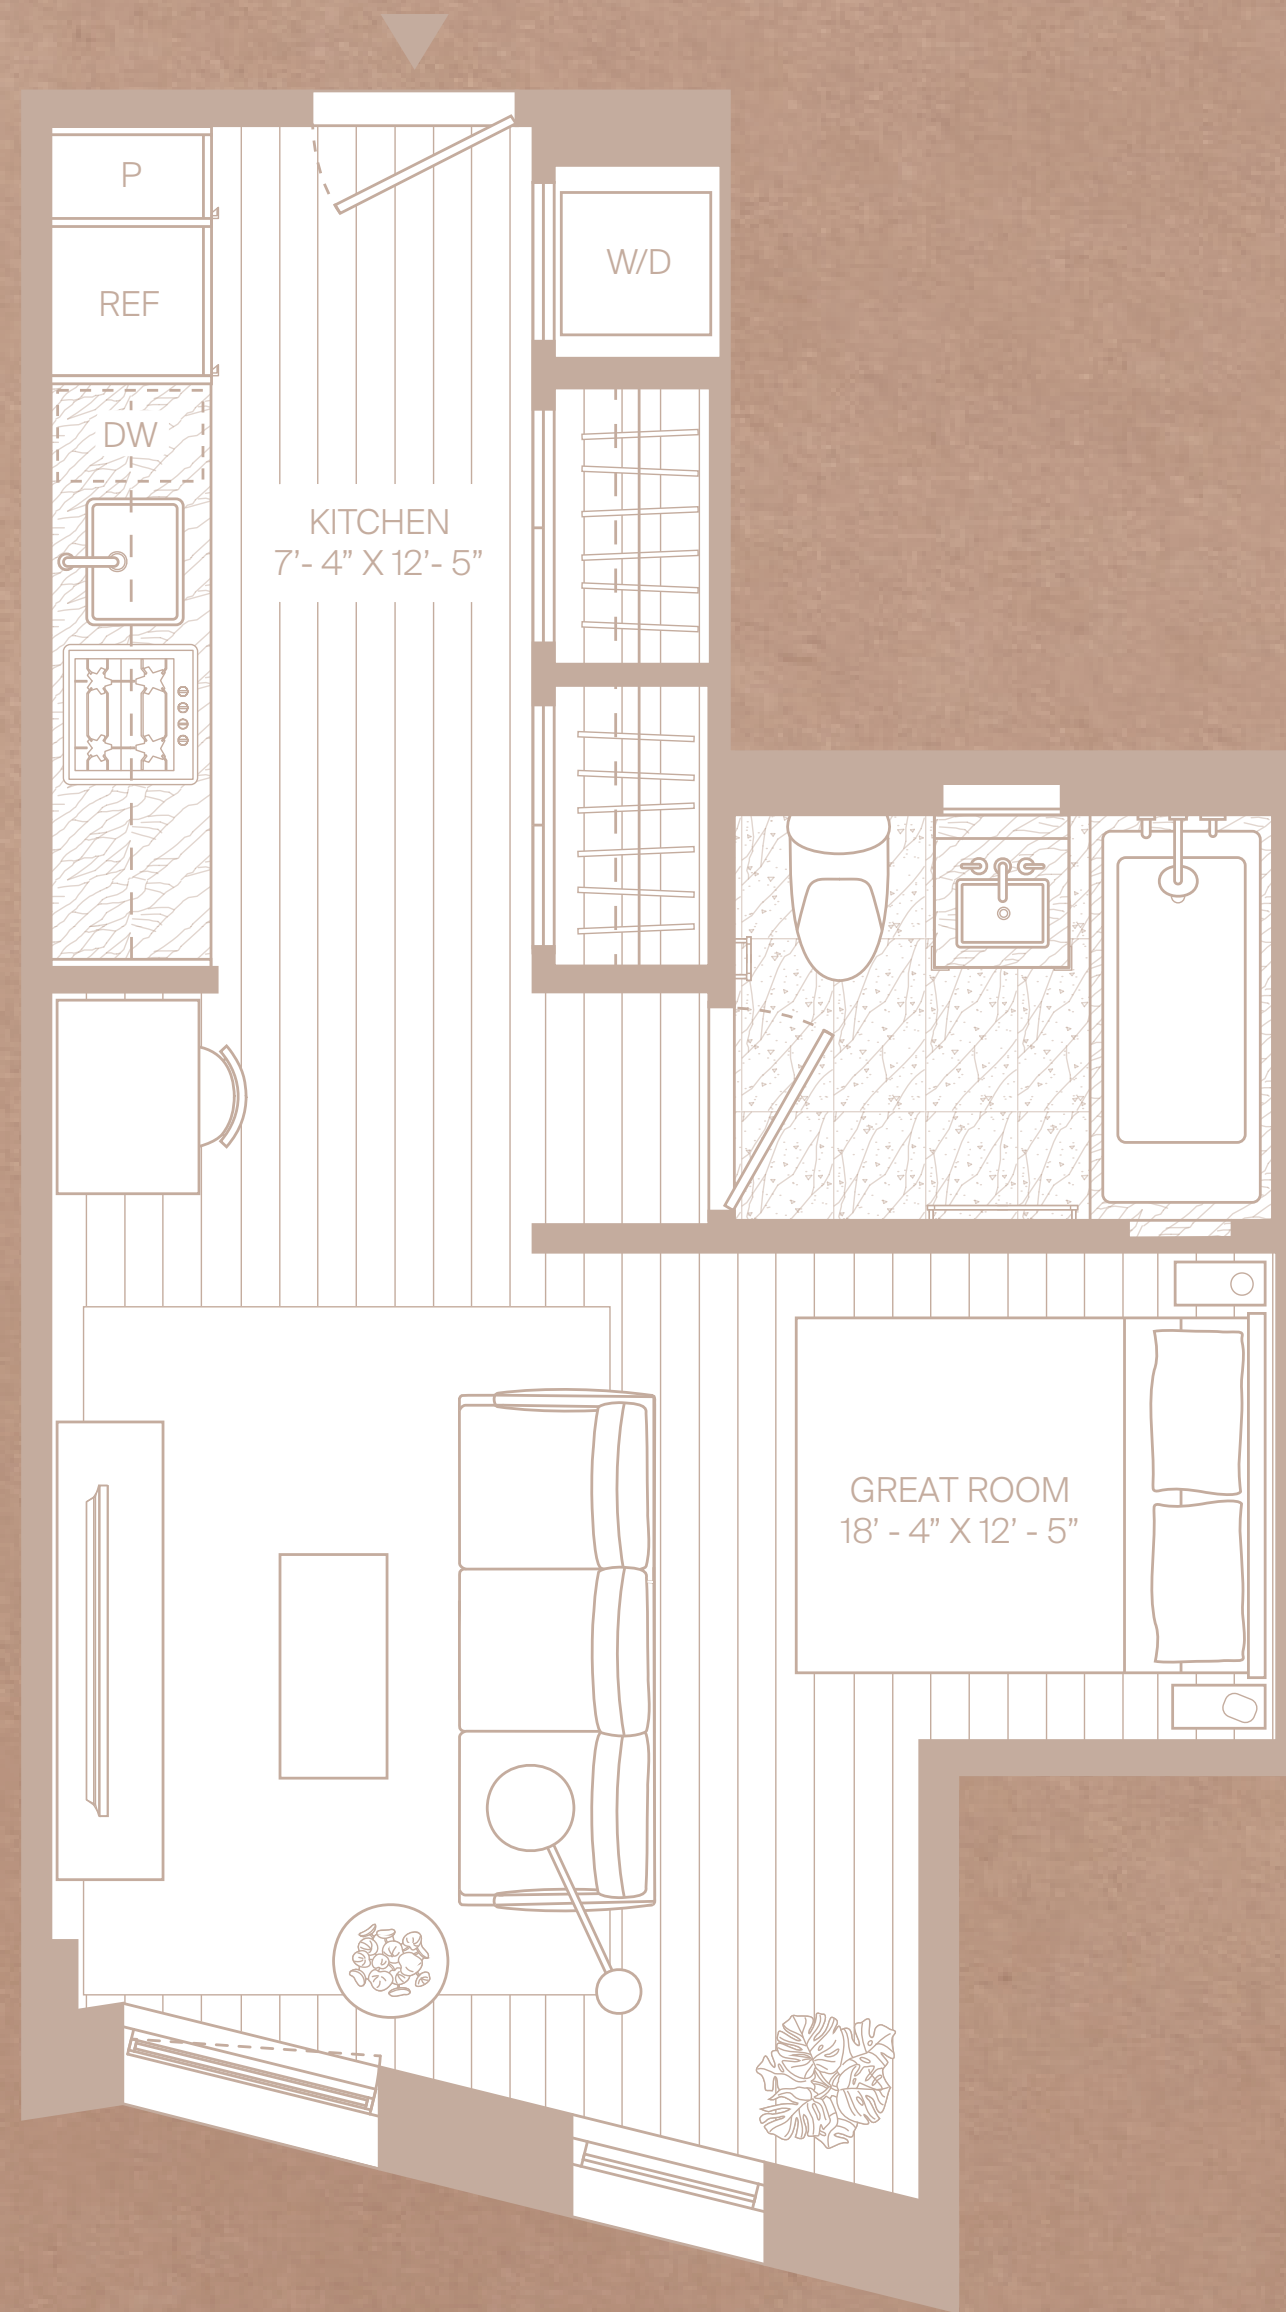 P
W/D
REF
DW
KITCHEN
7’- 4” X 12’- 5”
GREAT ROOM
18’ - 4” X 12’ - 5”